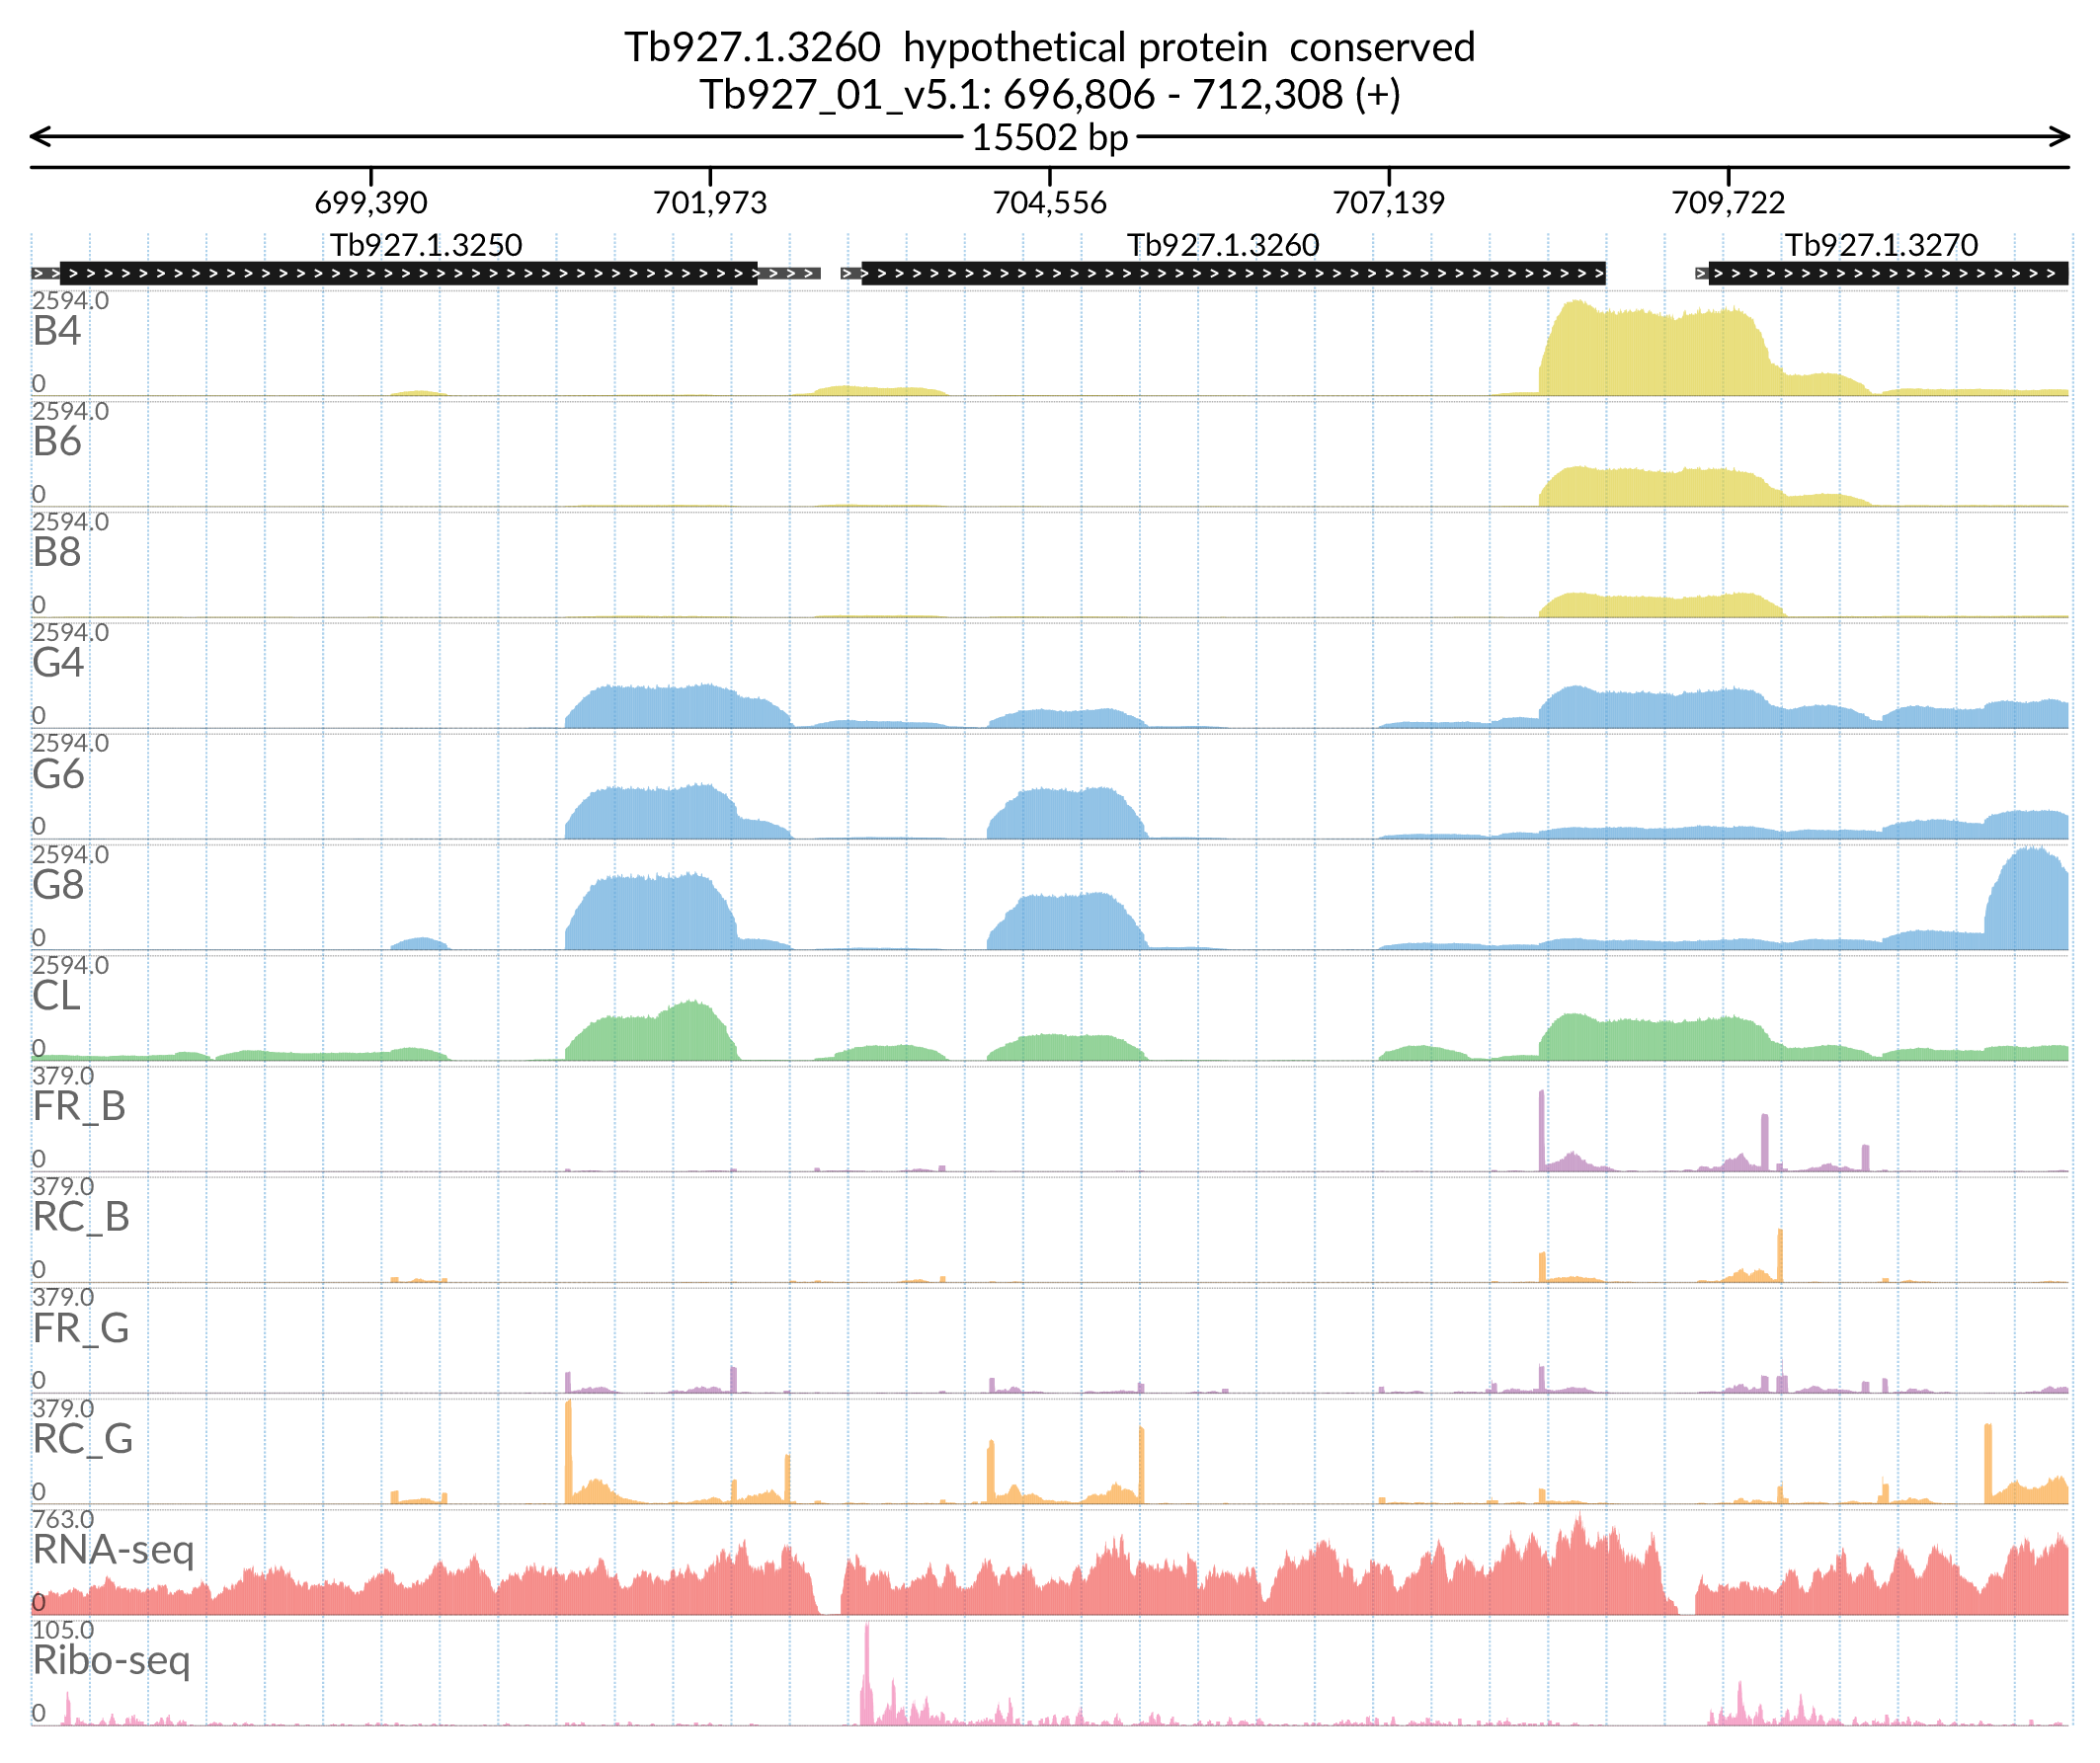 Tb927.1.3260  hypothetical protein  conserved
Tb927_01_v5.1: 696,806 - 712,308 (+)
15502 bp
699,390 701,973 704,556 707,139 709,722
Tb927.1.3250 Tb927.1.3260 Tb927.1.3270
2594.0
B4
0
2594.0
B6
0
2594.0
B8
0
2594.0
G4
0
2594.0
G6
0
2594.0
G8
0
2594.0
CL
0
379.0
FR_B
0
379.0
RC_B
0
379.0
FR_G
0
379.0
RC_G
0
763.0
RNA-seq
0
105.0
Ribo-seq
0